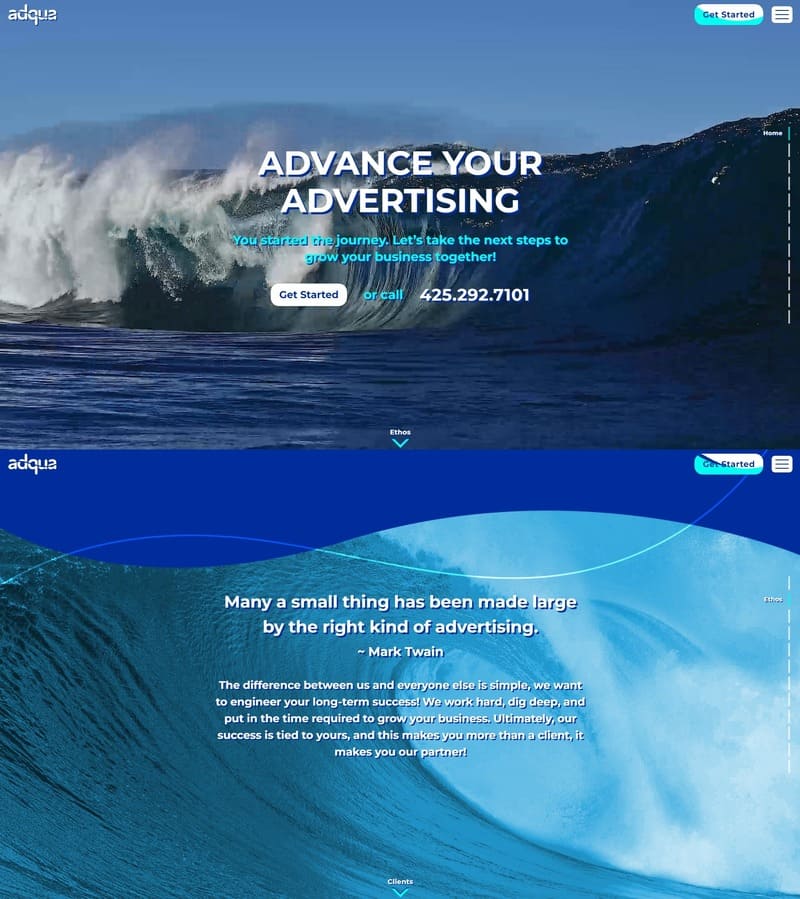 adqua
Get Started
Home
ADVANCE YOUR
ADVERTISING
You started the journey. Let's take the next steps to
grow your business together!
Get Started or call 425.292.7101
Ethos
adqua
Get Started
Ethos
Many a small thing has been made large
by the right kind of advertising.
~ Mark Twain
The difference between us and everyone else is simple, we want
to engineer your long-term success! We work hard, dig deep, and
put in the time required to grow your business. Ultimately, our
success is tied to yours, and this makes you more than a client, it
makes you our partner!
Clients